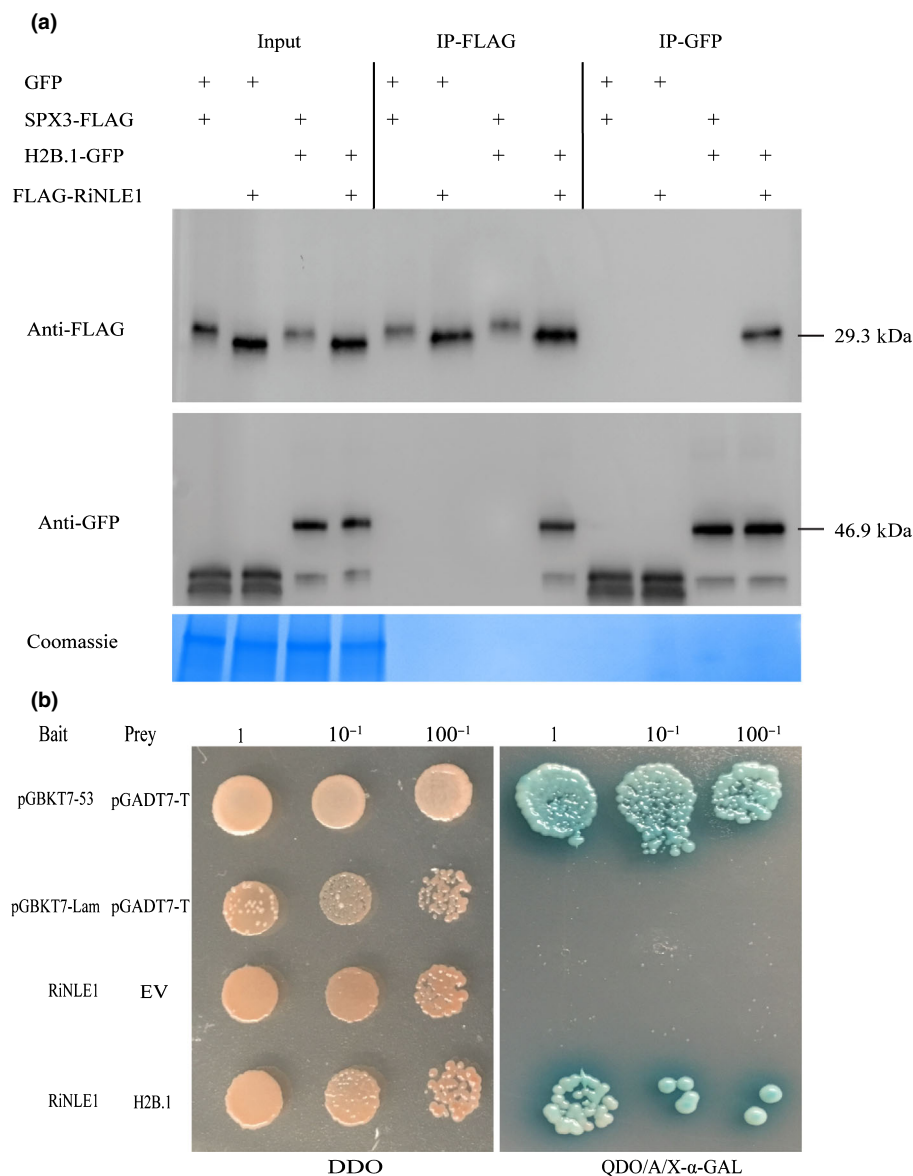 (a)
Input IP-FLAG IP-GFP
GFP + + + + + +
SPX3-FLAG + + + + + +
H2B.1-GFP + + + + + +
FLAG-RiNLE1 + + + + + +
Anti-FLAG 29.3 kDa
Anti-GFP 46.9 kDa
Coomassie
(b)
Bait Prey 1 10⁻¹ 100⁻¹ 1 10⁻¹ 100⁻¹
pGBKT7-53 pGADT7-T
pGBKT7-Lam pGADT7-T
RiNLE1 EV
RiNLE1 H2B.1
DDO QDO/A/X-α-GAL